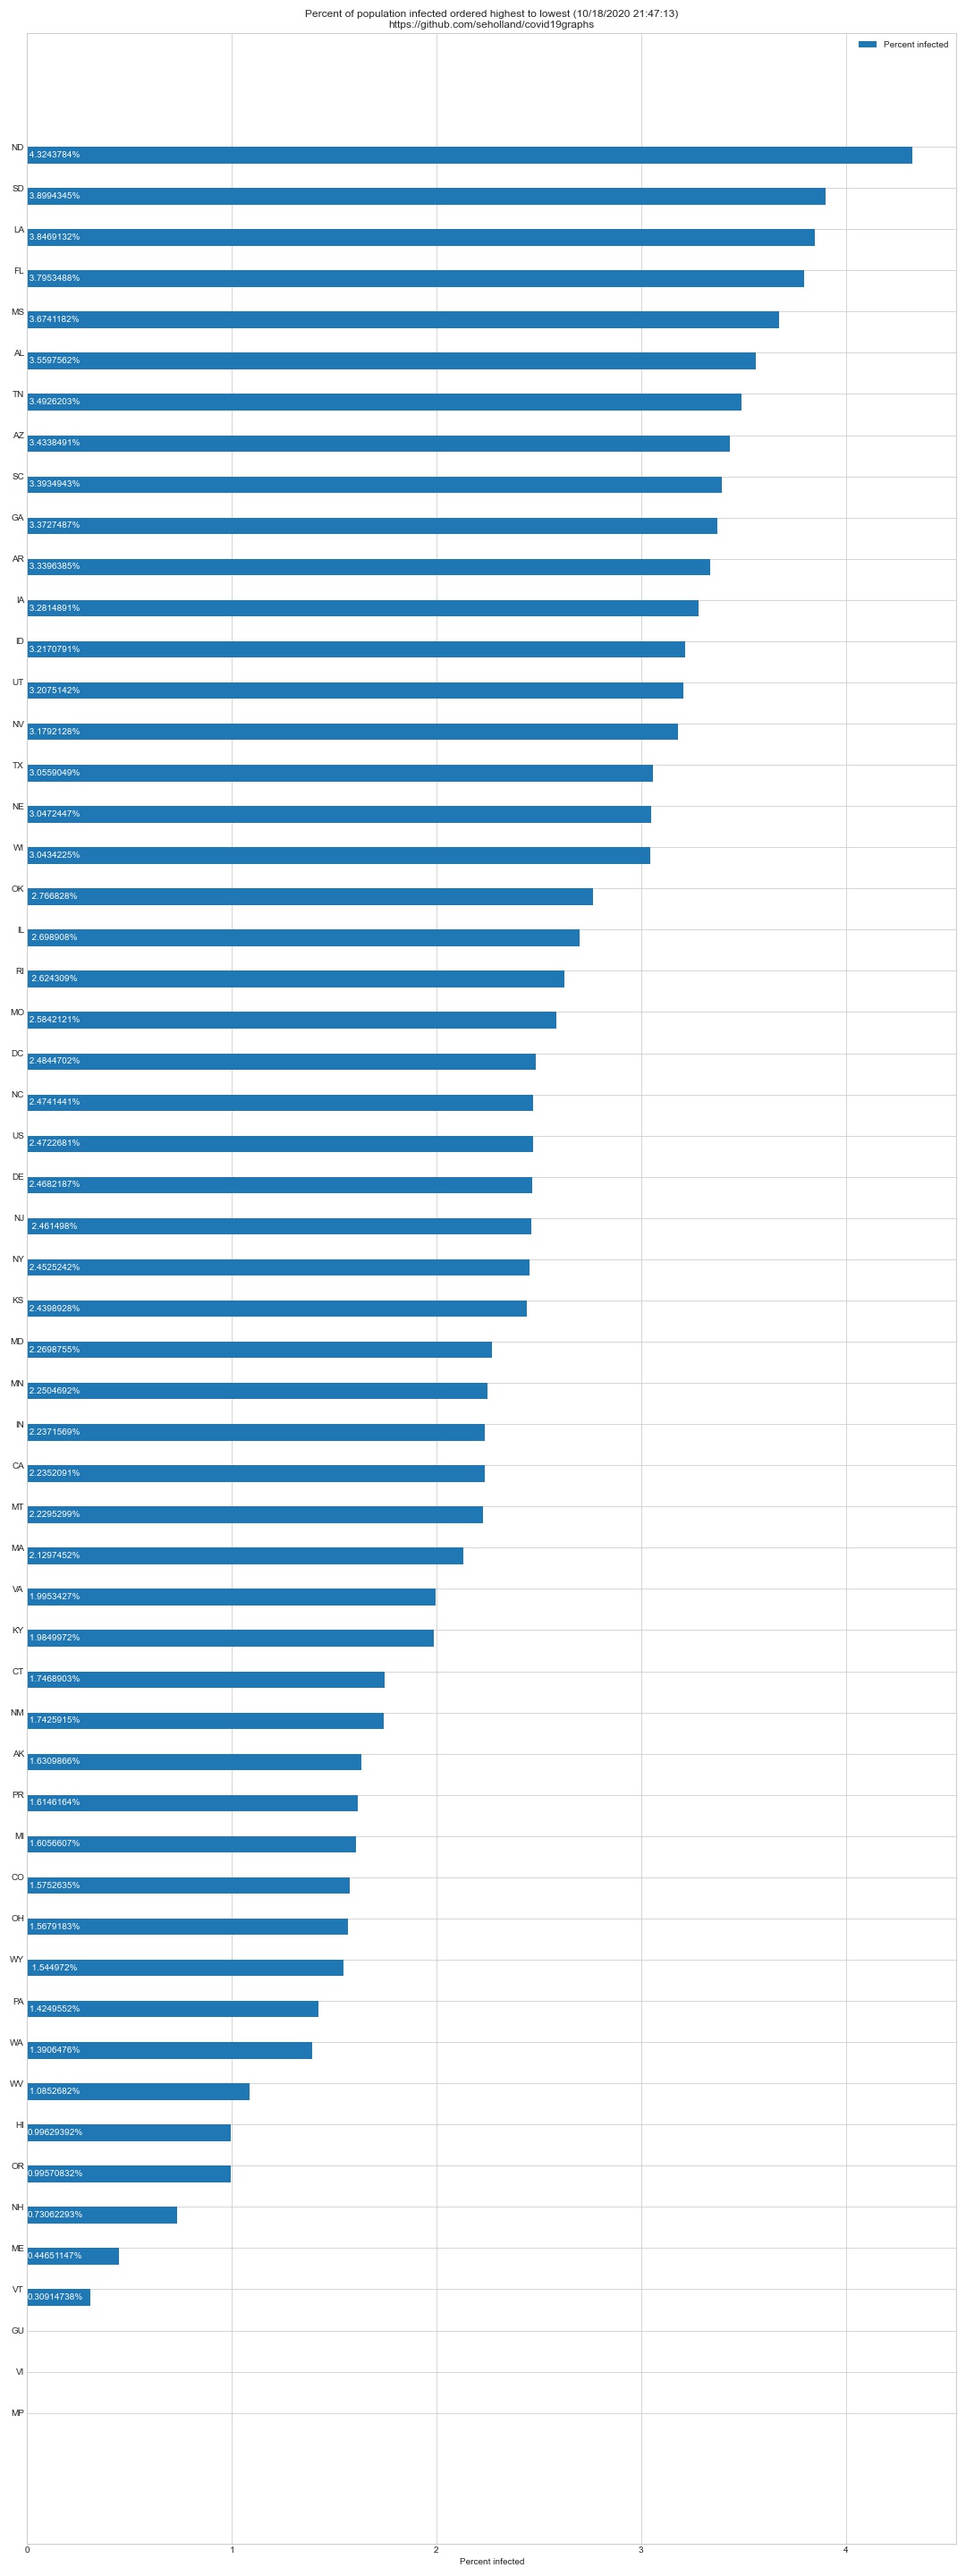 Percent of population infected ordered highest to lowest (10/18/2020 21:47:13)
https://github.com/seholland/covid19graphs
Percent infected
ND 4.3243784%
SD 3.8994345%
LA 3.8469132%
FL 3.7953488%
MS 3.6741182%
AL 3.5597562%
TN 3.4926203%
AZ 3.4338491%
SC 3.3934943%
GA 3.3727487%
AR 3.3396385%
IA 3.2814891%
ID 3.2170791%
UT 3.2075142%
NV 3.1792128%
TX 3.0559049%
NE 3.0472447%
WI 3.0434225%
OK 2.766828%
IL 2.698908%
RI 2.624309%
MO 2.5842121%
DC 2.4844702%
NC 2.4741441%
US 2.4722681%
DE 2.4682187%
NJ 2.461498%
NY 2.4525242%
KS 2.4398928%
MD 2.2698755%
MN 2.2504692%
IN 2.2371569%
CA 2.2352091%
MT 2.2295299%
MA 2.1297452%
VA 1.9953427%
KY 1.9849972%
CT 1.7468903%
NM 1.7425915%
AK 1.6309866%
PR 1.6146164%
MI 1.6056607%
CO 1.5752635%
OH 1.5679183%
WY 1.544972%
PA 1.4249552%
WA 1.3906476%
WV 1.0852682%
HI 0.99629392%
OR 0.99570832%
NH 0.73062293%
ME 0.44651147%
VT 0.30914738%
GU
VI
MP
0 1 2 3 4
Percent infected